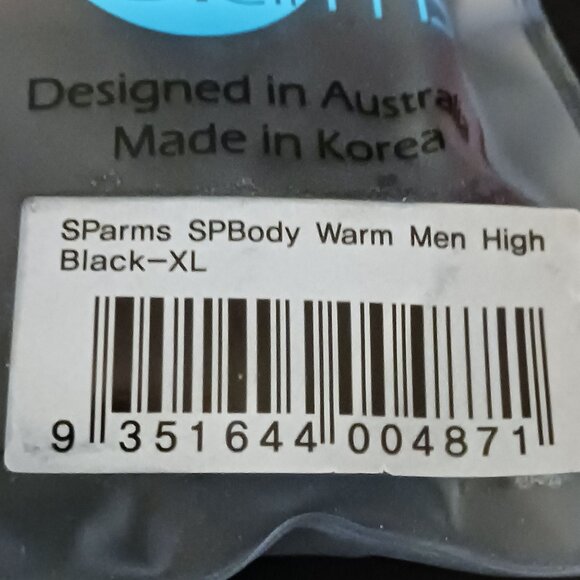 Designed in Austra
Made in Korea
SParms SPBody Warm Men High
Black-XL
9 351644 004871